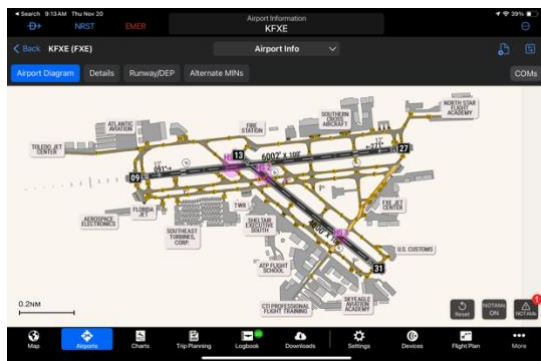 Search 9:13 AM Thu Nov 20
39%
Airport Information
KFXE
NRST
EMER
Back KFXE (FXE)
Airport Info
Airport Diagram
Details
Runway/DEP
Alternate MINs
COMs
NORTH STAR
FLIGHT
ACADEMY
SOUTHERN
CROSS
AIRCRAFT
ATLANTIC
AVIATION
FIRE
STATION
TOLEDO JET
CENTER
13
6002' X 100'
27
09
FLORIDA
JET
AEROSPACE
ELECTRONICS
TWR
FXE JET
CENTER
SOUTHEAST
TURBINES,
CORP.
SHELTAIR
EXECUTIVE
SOUTH
U.S. CUSTOMS
ATP FLIGHT
SCHOOL
31
CTI PROFESSIONAL
FLIGHT TRAINING
SKYEAGLE
AVIATION
ACADEMY
0.2NM
Reset
NOTAMs
ON
1
NOTAMs
Map
Airports
Charts
Trip Planning
Logbook
Downloads
Settings
Devices
Flight Plan
More